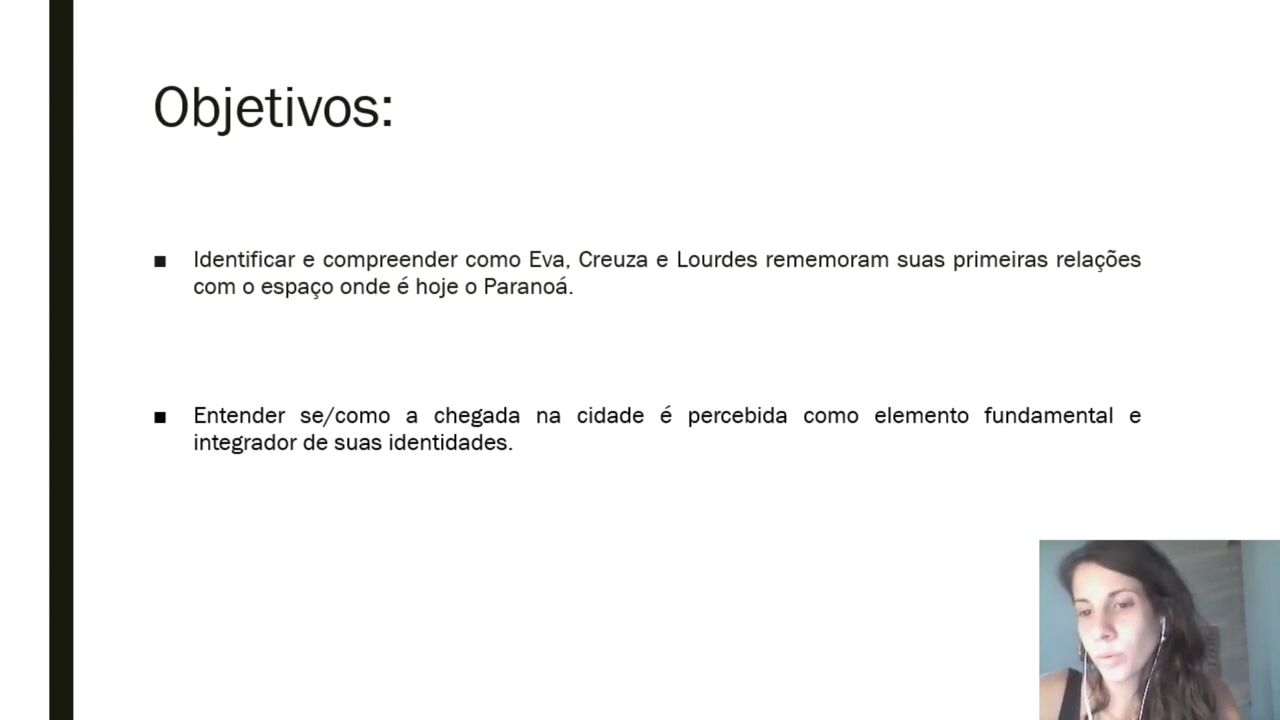 Objetivos:
▪ Identificar e compreender como Eva, Creuza e Lourdes rememoram suas primeiras relações
com o espaço onde é hoje o Paranoá.
▪ Entender se/como a chegada na cidade é percebida como elemento fundamental e
integrador de suas identidades.